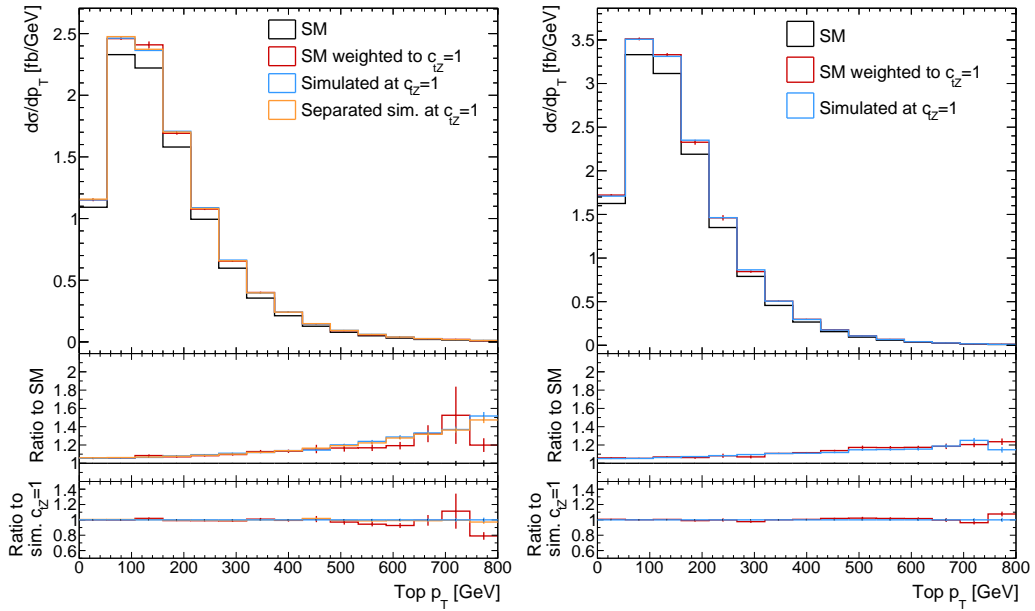 dσ/dp_T [fb/GeV]
2.5
2
1.5
1
0.5
0
SM
SM weighted to c_tZ=1
Simulated at c_tZ=1
Separated sim. at c_tZ=1
Ratio to SM
2
1.8
1.6
1.4
1.2
1
Ratio to
sim. c_tZ=1
1.4
1.2
1
0.8
0.6
0 100 200 300 400 500 600 700 800
Top p_T [GeV]
dσ/dp_T [fb/GeV]
3.5
3
2.5
2
1.5
1
0.5
0
SM
SM weighted to c_tZ=1
Simulated at c_tZ=1
Ratio to SM
2
1.8
1.6
1.4
1.2
1
Ratio to
sim. c_tZ=1
1.4
1.2
1
0.8
0.6
0 100 200 300 400 500 600 700 800
Top p_T [GeV]